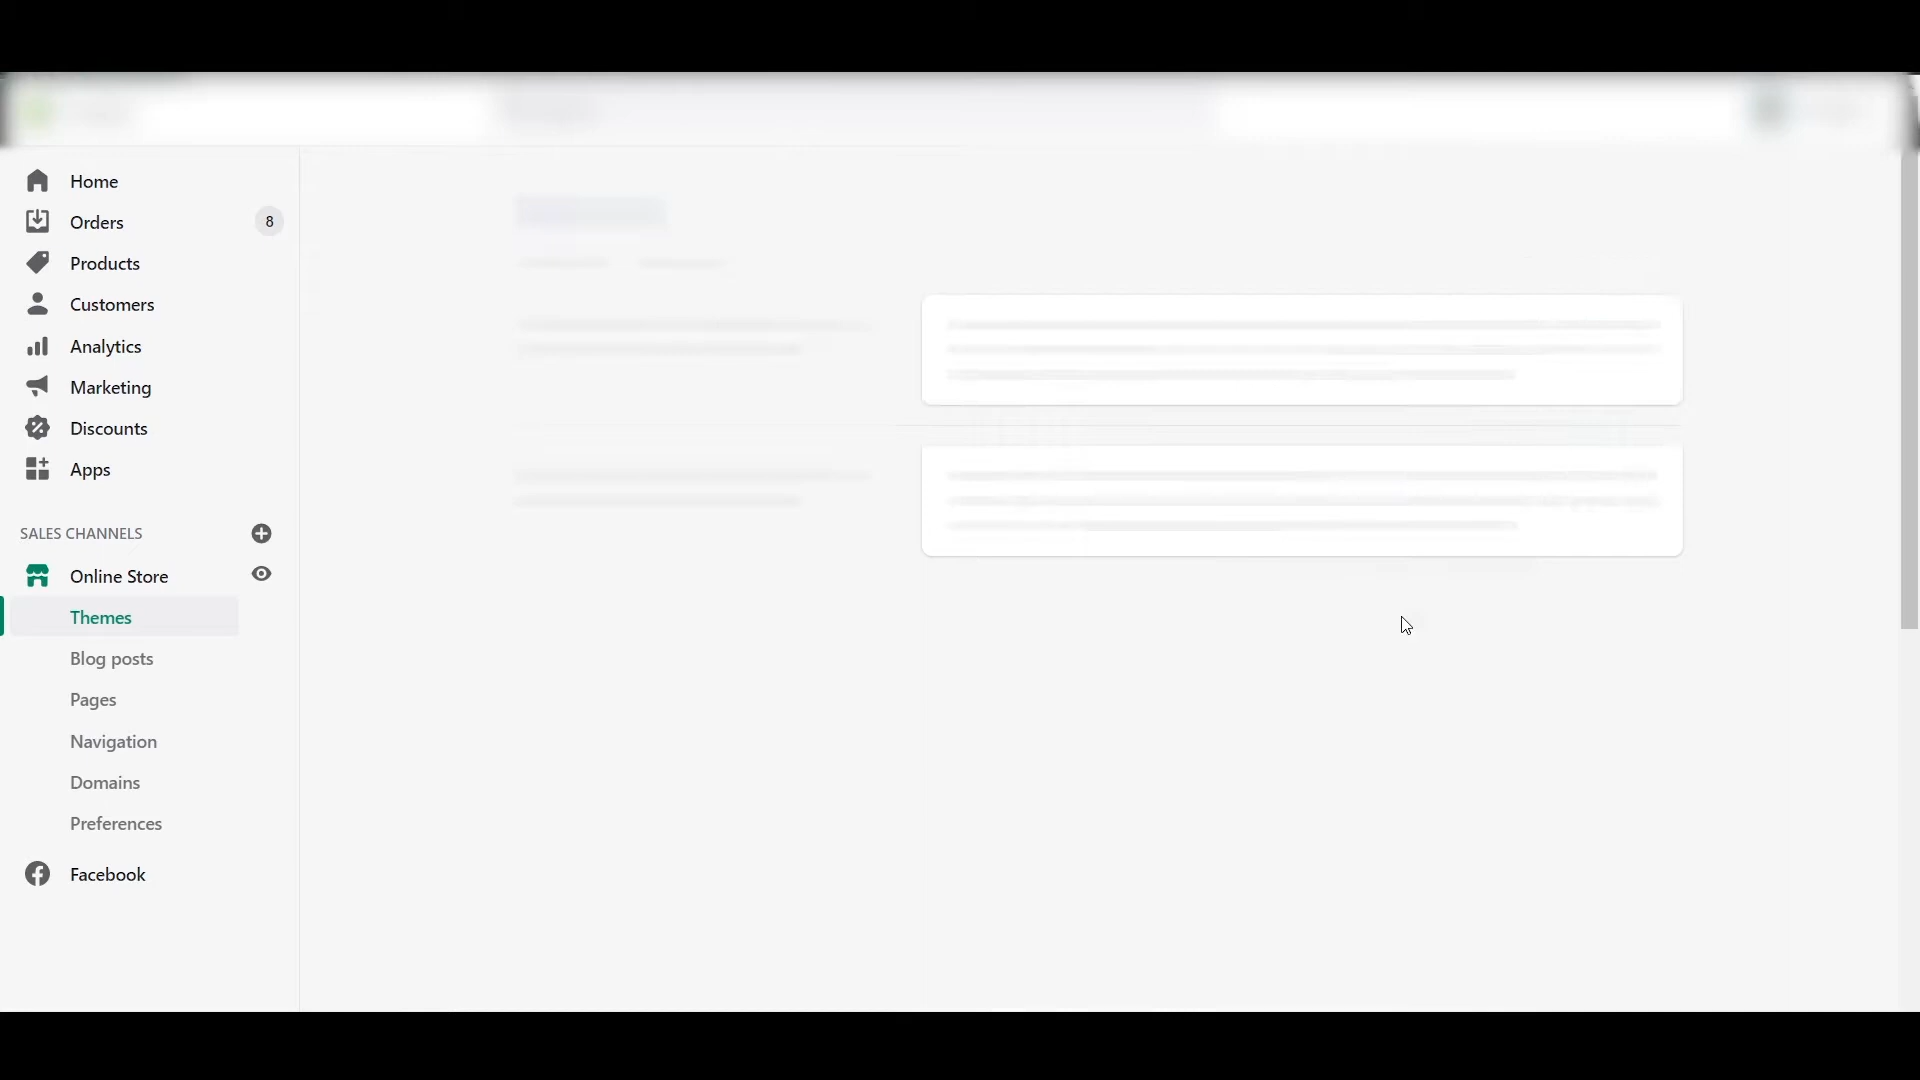 Home
Orders
8
Products
Customers
Analytics
Marketing
Discounts
Apps
SALES CHANNELS
Online Store
Themes
Blog posts
Pages
Navigation
Domains
Preferences
Facebook